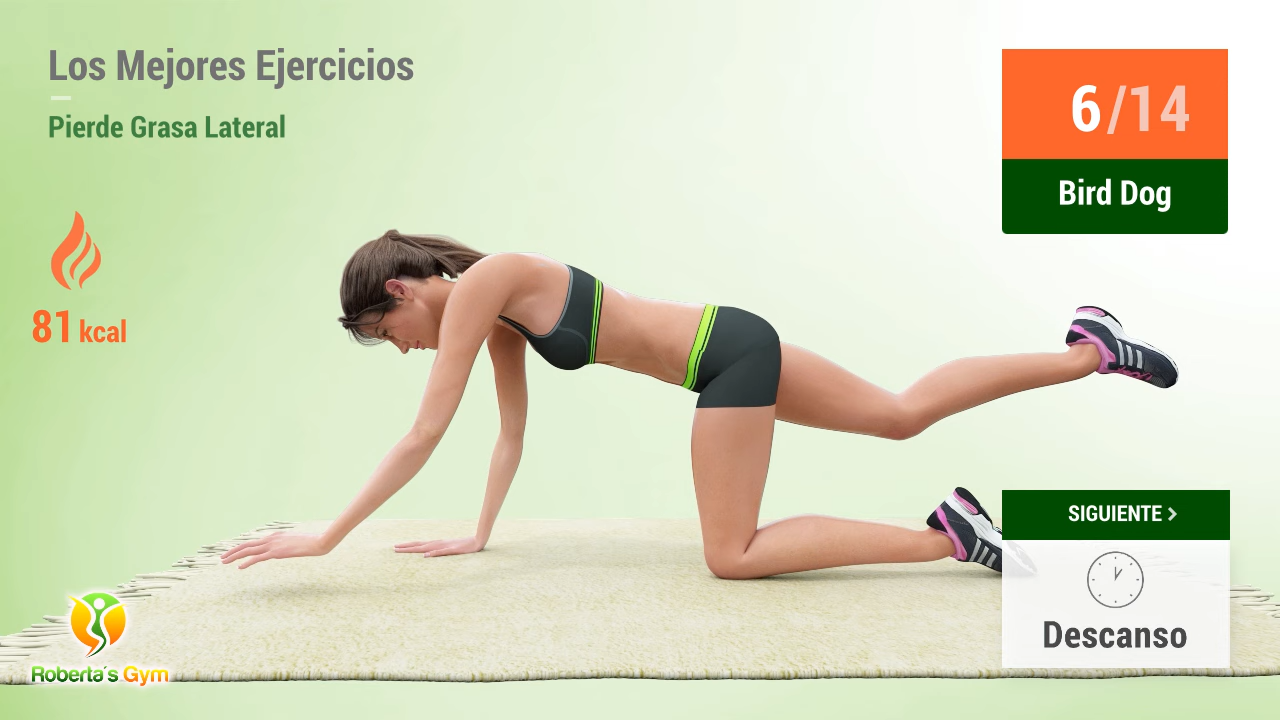 Los Mejores Ejercicios
Pierde Grasa Lateral
6/14
Bird Dog
81 kcal
SIGUIENTE >
Descanso
Roberta´s Gym